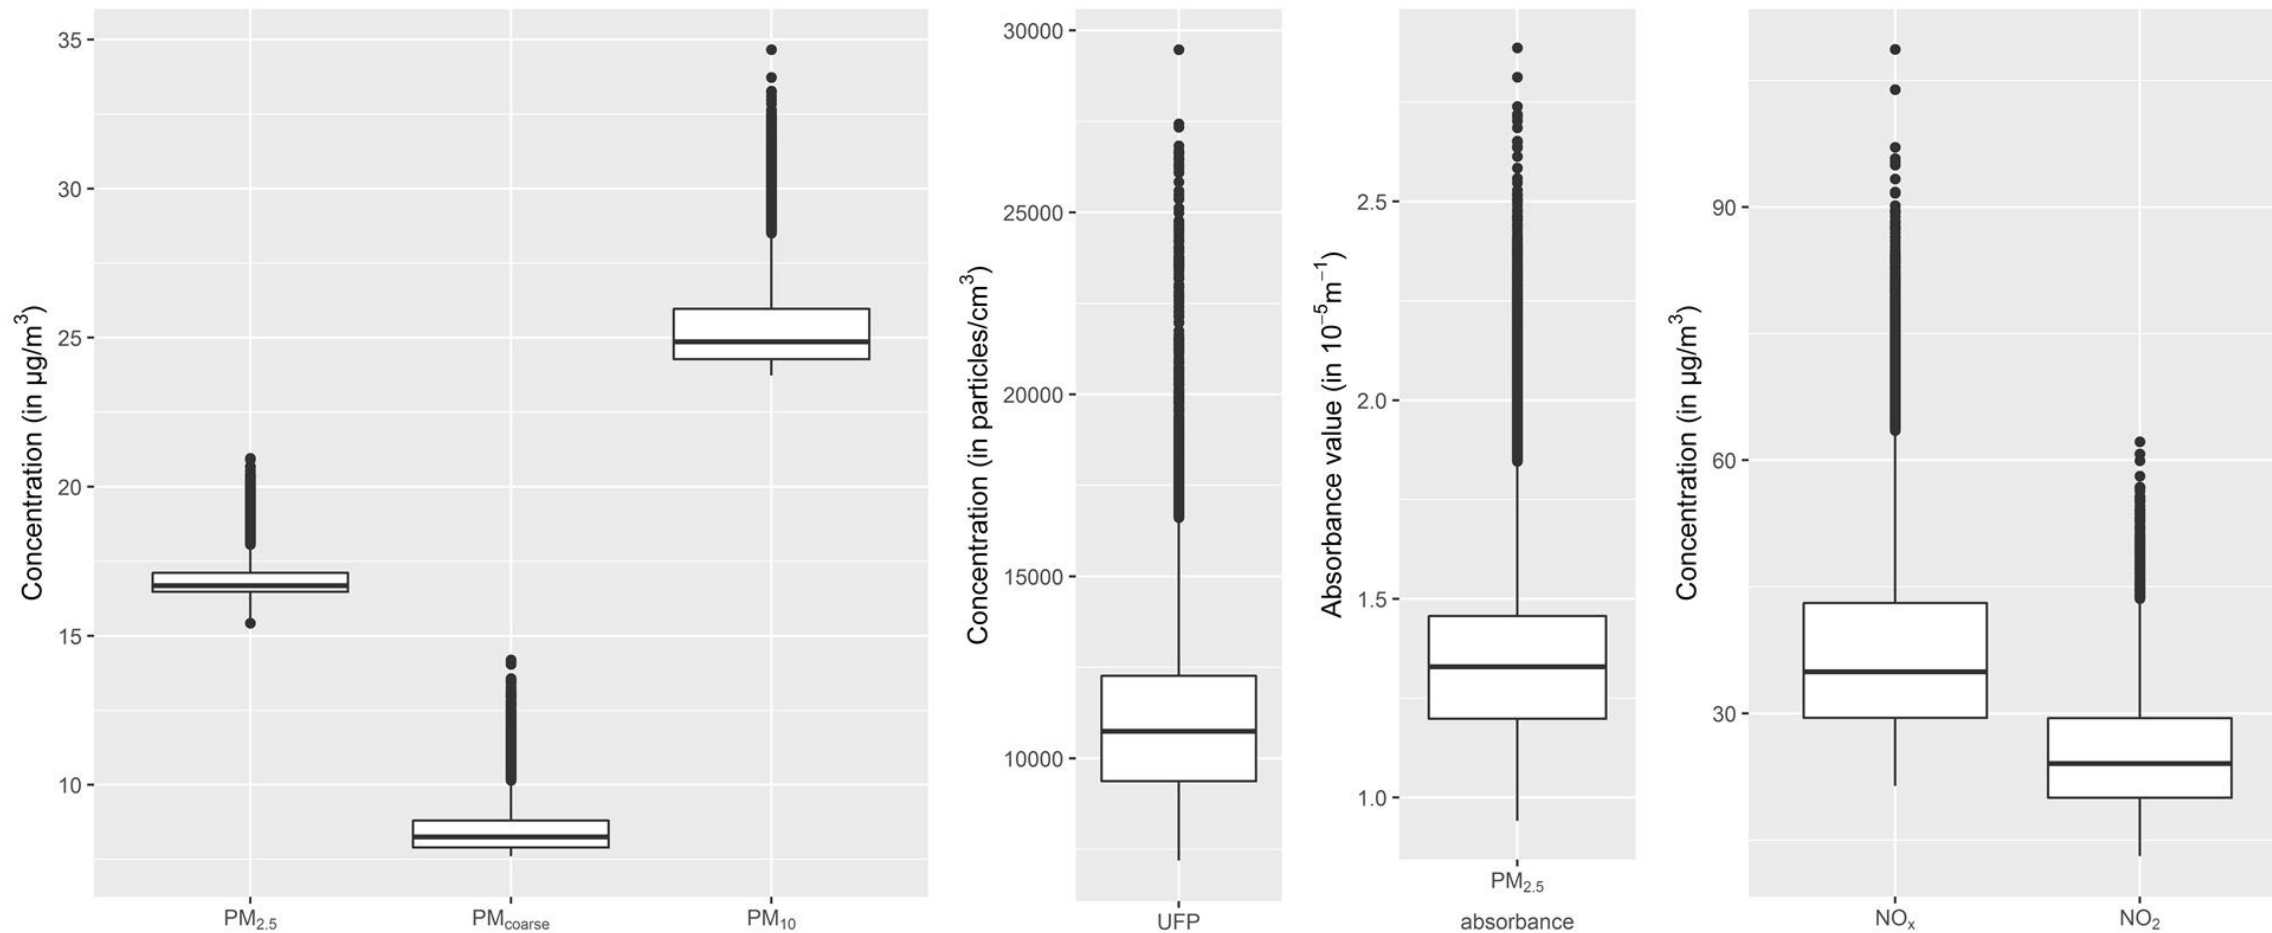 Concentration (in µg/m³)
35
30
25
20
15
10
PM₂.₅
PMcoarse
PM₁₀
Concentration (in particles/cm³)
30000
25000
20000
15000
10000
UFP
Absorbance value (in 10⁻⁵m⁻¹)
2.5
2.0
1.5
1.0
PM₂.₅
absorbance
Concentration (in µg/m³)
90
60
30
NOₓ
NO₂